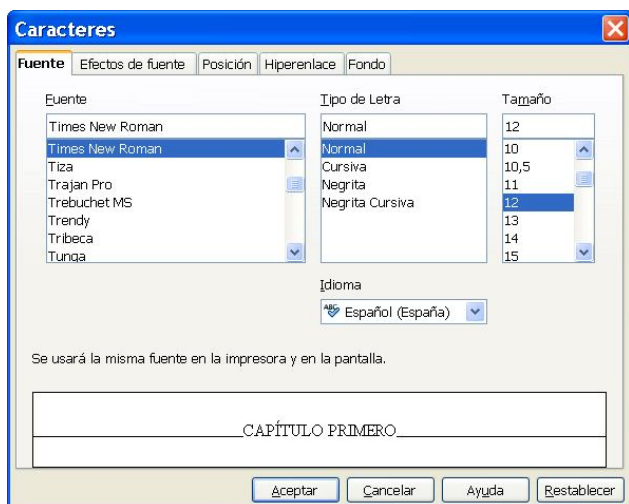 Caracteres
Fuente Efectos de fuente Posición Hiperenlace Fondo
Fuente Tipo de Letra Tamaño
Times New Roman Normal 12
Times New Roman Normal 10
Tiza Cursiva 10,5
Trajan Pro Negrita 11
Trebuchet MS Negrita Cursiva 12
Trendy 13
Tribeca 14
Tunga 15
Idioma
ABC Español (España)
Se usará la misma fuente en la impresora y en la pantalla.
CAPÍTULO PRIMERO
Aceptar Cancelar Ayuda Restablecer